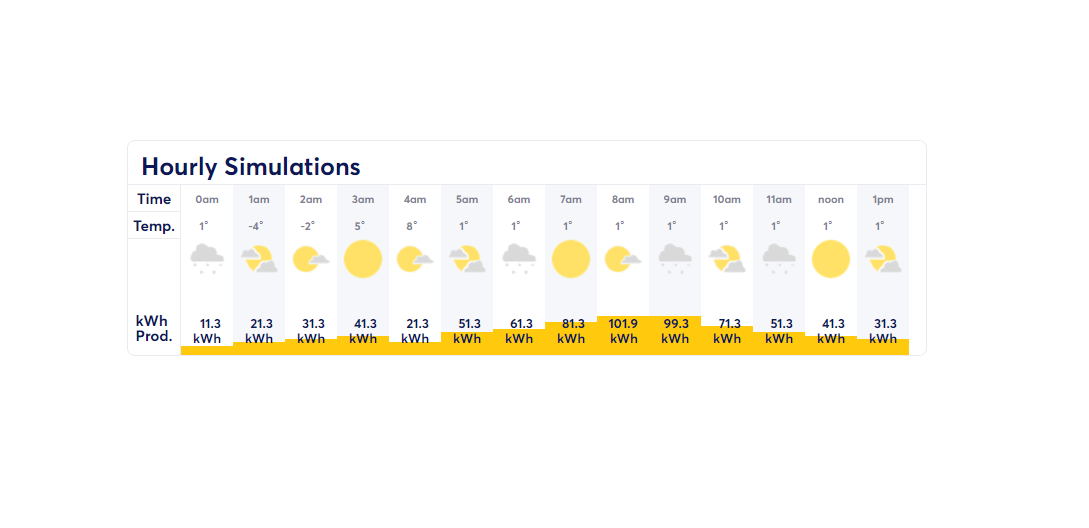 Hourly Simulations
Time 0am 1am 2am 3am 4am 5am 6am 7am 8am 9am 10am 11am noon 1pm
Temp. 1° -4° -2° 5° 8° 1° 1° 1° 1° 1° 1° 1° 1° 1°
kWh 11.3 21.3 31.3 41.3 21.3 51.3 61.3 81.3 101.9 99.3 71.3 51.3 41.3 31.3
Prod. kWh kWh kWh kWh kWh kWh kWh kWh kWh kWh kWh kWh kWh kWh